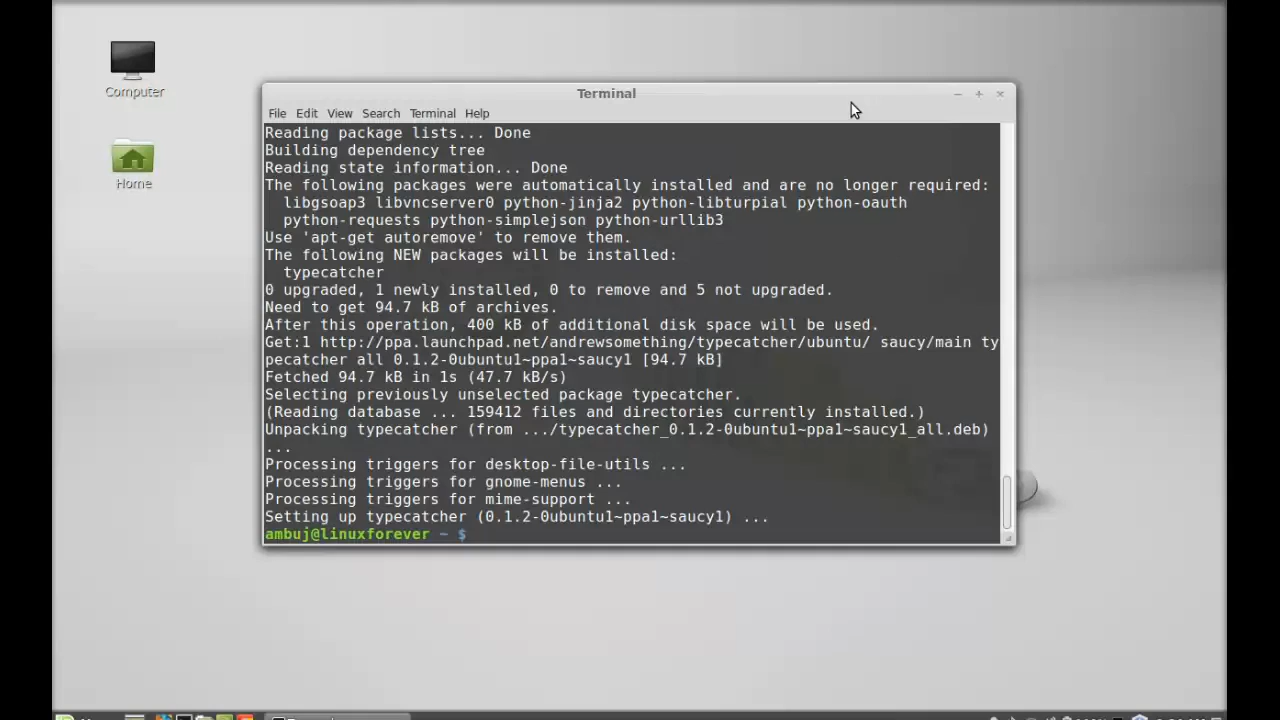 Computer
Home
Terminal
File Edit View Search Terminal Help
Reading package lists... Done
Building dependency tree
Reading state information... Done
The following packages were automatically installed and are no longer required:
libgsoap3 libvncserver0 python-jinja2 python-libturpial python-oauth
python-requests python-simplejson python-urllib3
Use 'apt-get autoremove' to remove them.
The following NEW packages will be installed:
typecatcher
0 upgraded, 1 newly installed, 0 to remove and 5 not upgraded.
Need to get 94.7 kB of archives.
After this operation, 400 kB of additional disk space will be used.
Get:1 http://ppa.launchpad.net/andrewsomething/typecatcher/ubuntu/ saucy/main ty
pecatcher all 0.1.2-0ubuntu1~ppa1~saucy1 [94.7 kB]
Fetched 94.7 kB in 1s (47.7 kB/s)
Selecting previously unselected package typecatcher.
(Reading database ... 159412 files and directories currently installed.)
Unpacking typecatcher (from .../typecatcher_0.1.2-0ubuntu1~ppa1~saucy1_all.deb)
...
Processing triggers for desktop-file-utils ...
Processing triggers for gnome-menus ...
Processing triggers for mime-support ...
Setting up typecatcher (0.1.2-0ubuntu1~ppa1~saucy1) ...
ambuj@linuxforever ~ $